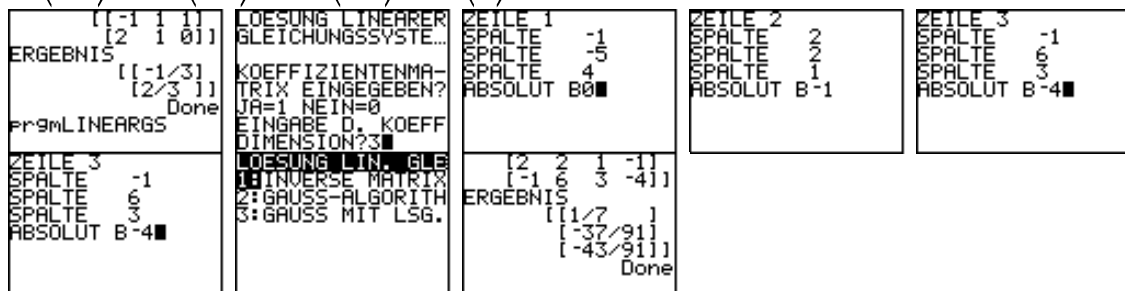 [[-1 1 1]
[2 1 0]]
ERGEBNIS
[[-1/3]
[2/3 ]]
Done
prgmLINEARGS
LOESUNG LINEARER
GLEICHUNGSSYSTE…
KOEFFIZIENTENMA-
TRIX EINGEGEBEN?
JA=1 NEIN=0
EINGABE D. KOEFF
DIMENSION?3
ZEILE 1
SPALTE -1
SPALTE -5
SPALTE 4
ABSOLUT B0
ZEILE 2
SPALTE 2
SPALTE 2
SPALTE 1
ABSOLUT B-1
ZEILE 3
SPALTE -1
SPALTE 6
SPALTE 3
ABSOLUT B-4
ZEILE 3
SPALTE -1
SPALTE 6
SPALTE 3
ABSOLUT B-4
LOESUNG LIN. GLE
1:INVERSE MATRIX
2:GAUSS-ALGORITH
3:GAUSS MIT LSG.
[2 2 1 -1]
[-1 6 3 -4]]
ERGEBNIS
[[1/7 ]
[-37/91]
[-43/91]]
Done